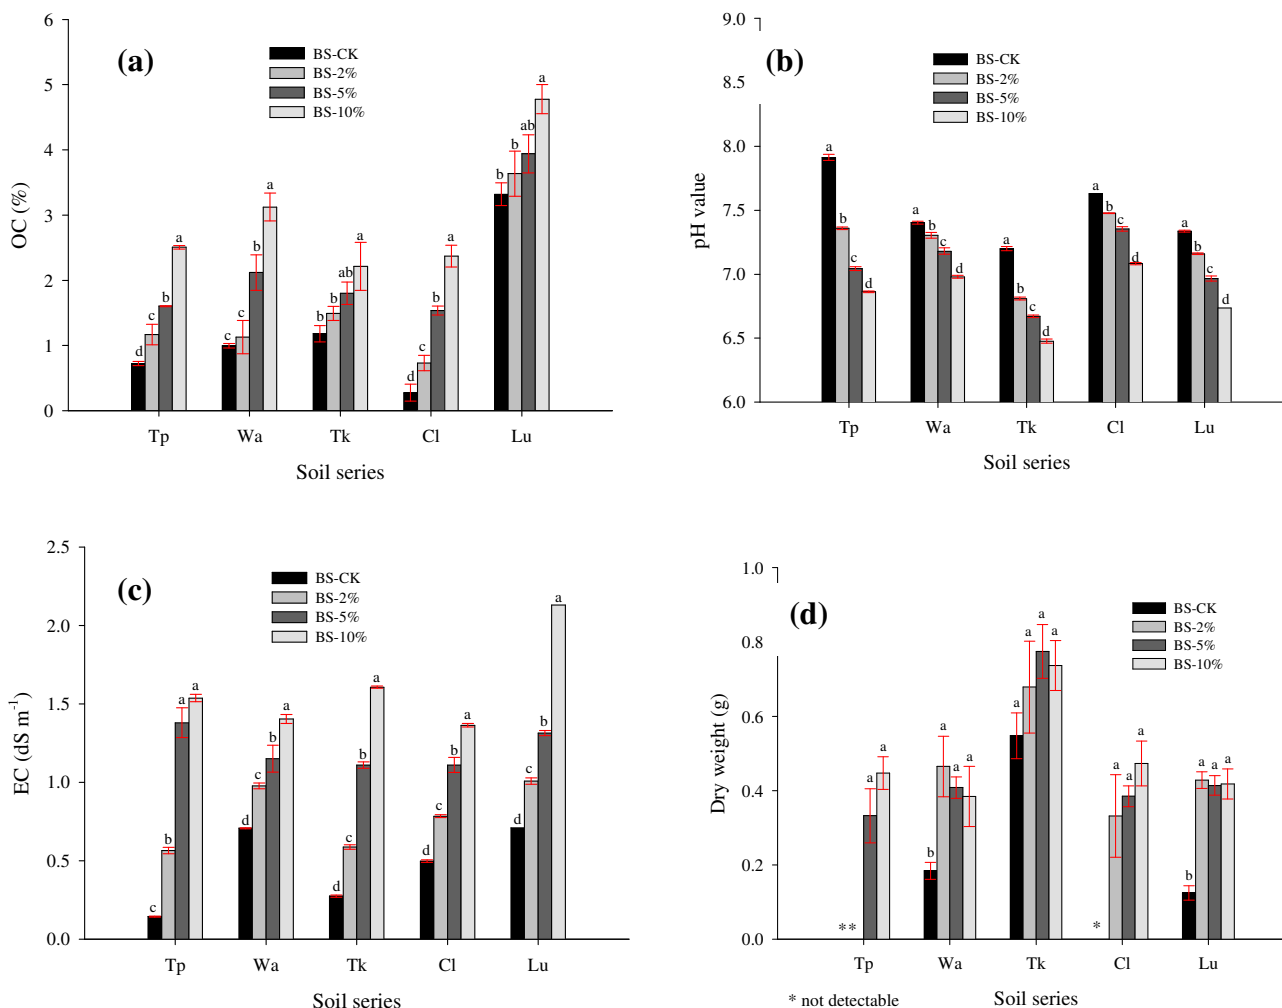 (a)
BS-CK
BS-2%
BS-5%
BS-10%
OC (%)
6
5
4
3
2
1
0
d c b a
c c b a
b b ab a
d c b a
b b ab a
Tp Wa Tk Cl Lu
Soil series
(b)
BS-CK
BS-2%
BS-5%
BS-10%
pH value
9.0
8.5
8.0
7.5
7.0
6.5
6.0
a b c d
a b c d
a b c d
a b c d
a b c d
Tp Wa Tk Cl Lu
Soil series
(c)
BS-CK
BS-2%
BS-5%
BS-10%
EC (dS m-1)
2.5
2.0
1.5
1.0
0.5
0.0
c b a a
d c b a
d c b a
d c b a
d c b a
Tp Wa Tk Cl Lu
Soil series
(d)
BS-CK
BS-2%
BS-5%
BS-10%
Dry weight (g)
1.0
0.8
0.6
0.4
0.2
0.0
** a a
b a a a
a a a a
* a a a
b a a a
Tp Wa Tk Cl Lu
* not detectable
Soil series